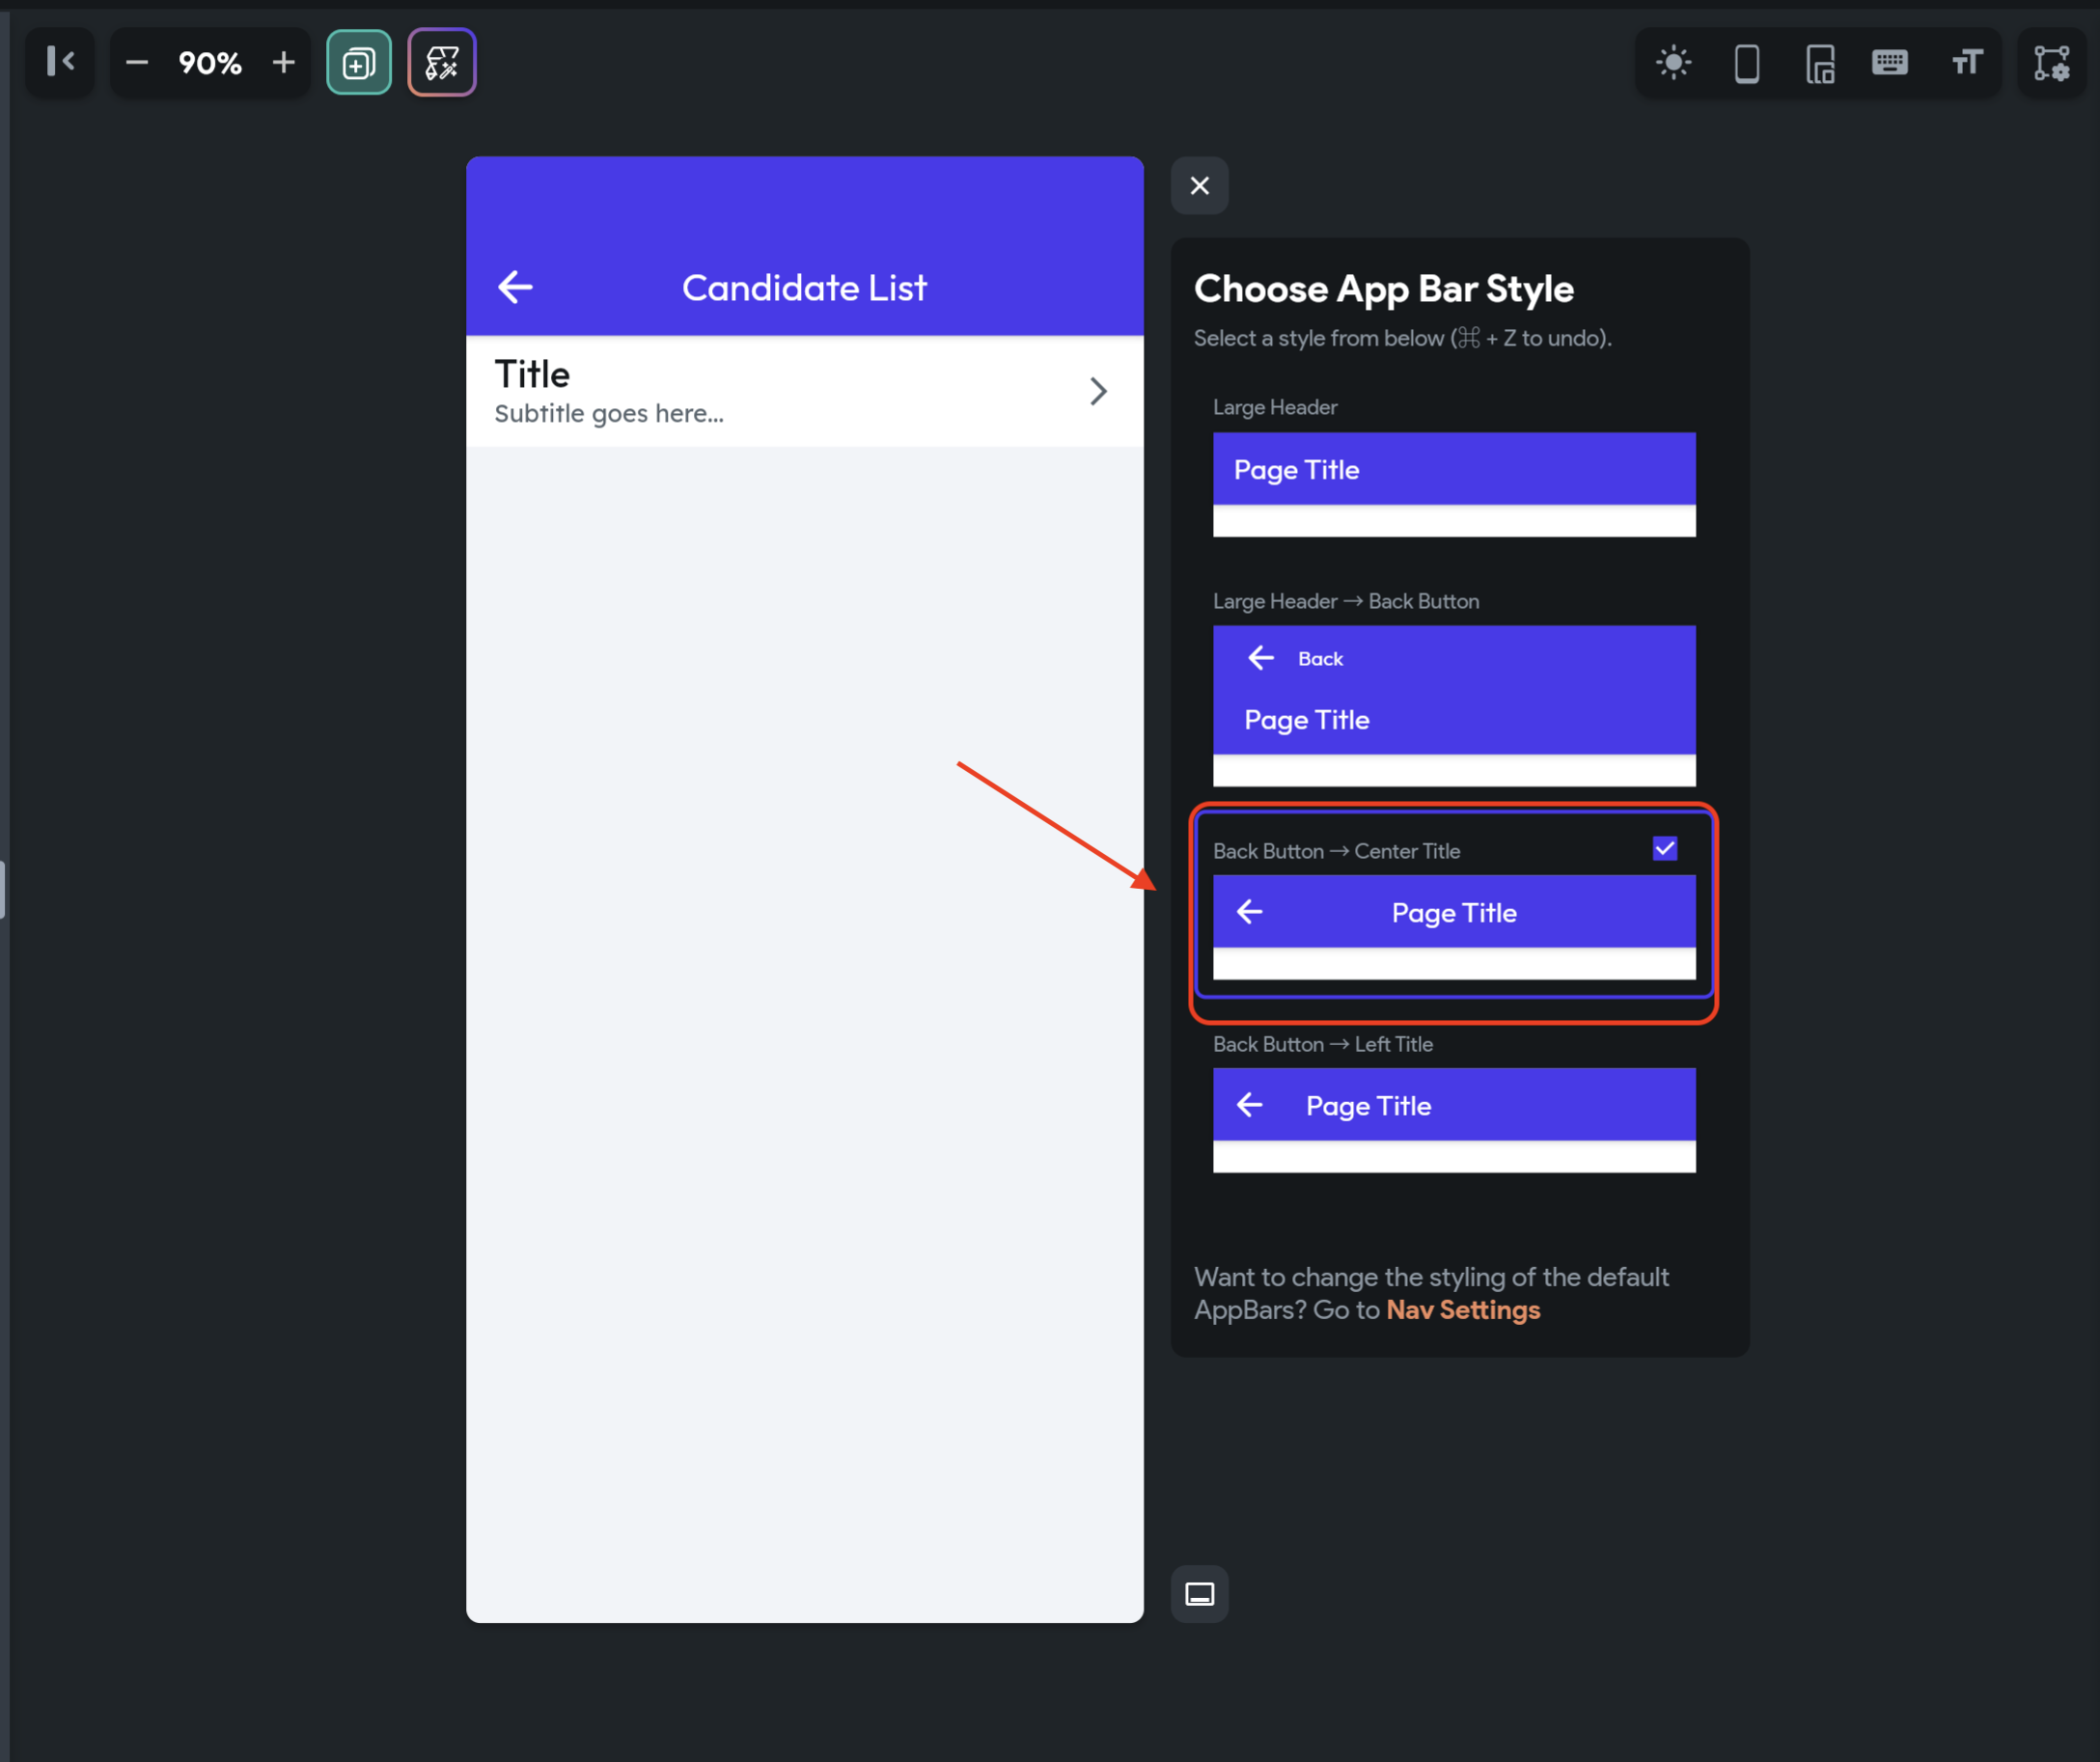 90%
Candidate List
Title
Subtitle goes here...
Choose App Bar Style
Select a style from below (⌘ + Z to undo).
Large Header
Page Title
Large Header → Back Button
Back
Page Title
Back Button → Center Title
Page Title
Back Button → Left Title
Page Title
Want to change the styling of the default
AppBars? Go to Nav Settings